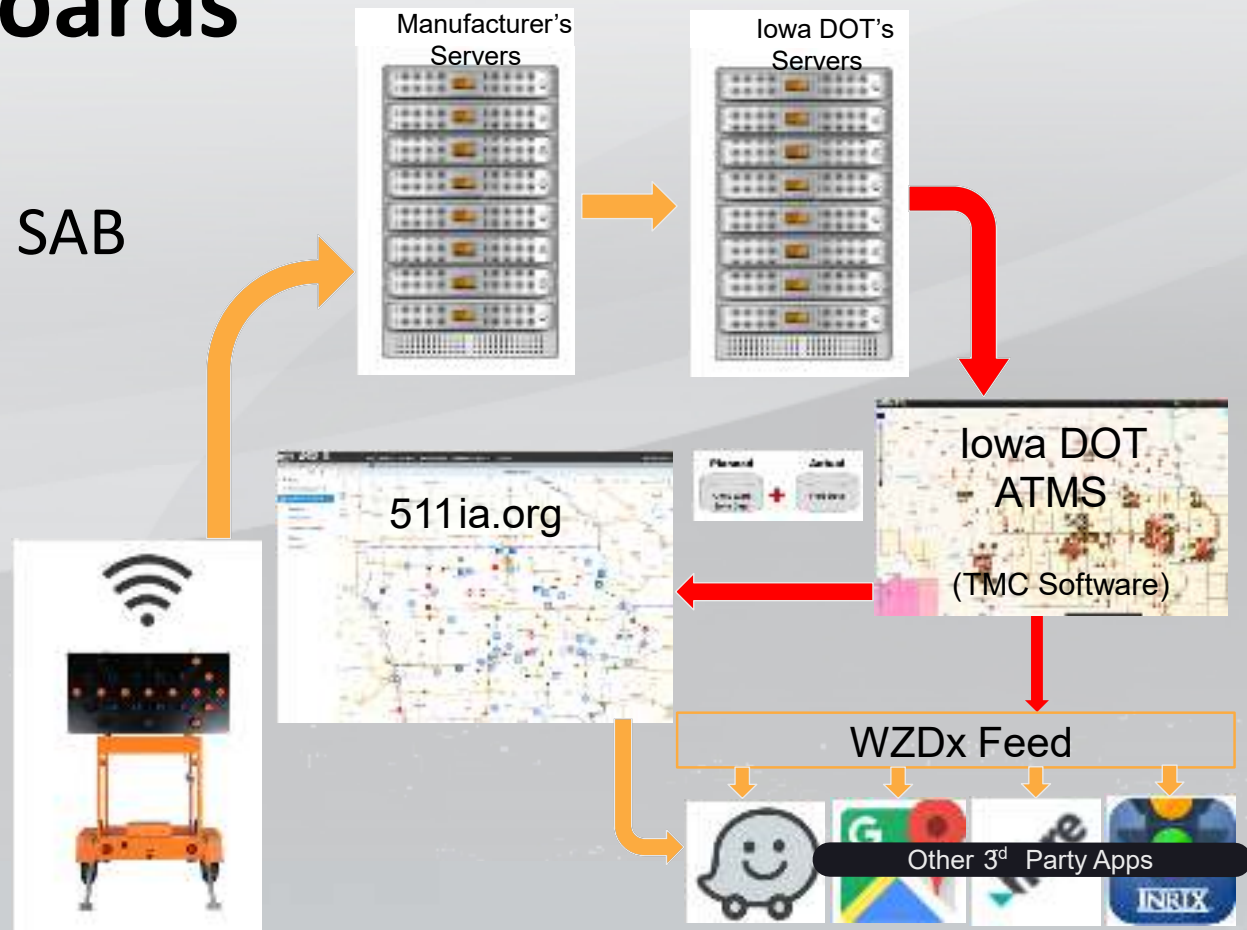 oards
Manufacturer's
Servers
Iowa DOT's
Servers
SAB
Iowa DOT
ATMS
(TMC Software)
Planned
Actual
+
511ia.org
WZDx Feed
G
here
INRIX
Other 3rd Party Apps